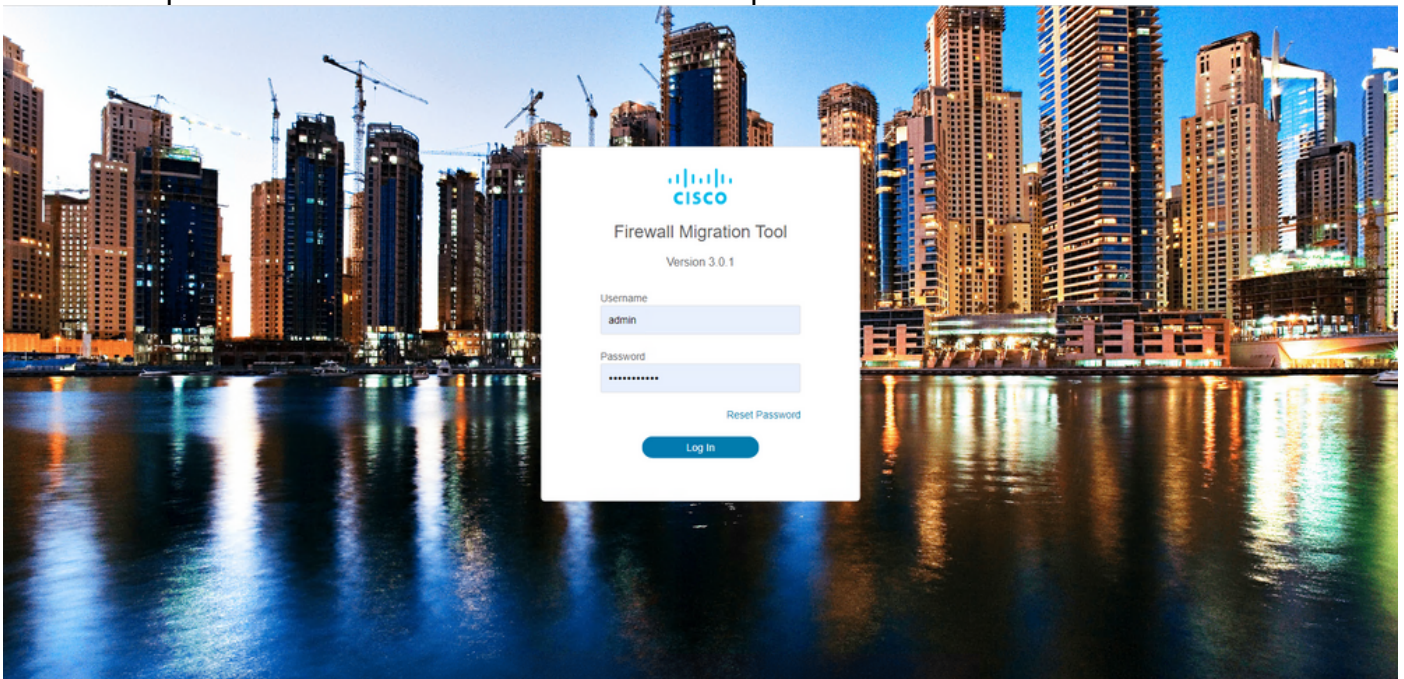 CISCO
Firewall Migration Tool
Version 3.0.1
Username
admin
Password
•••••••••••
Reset Password
Log In